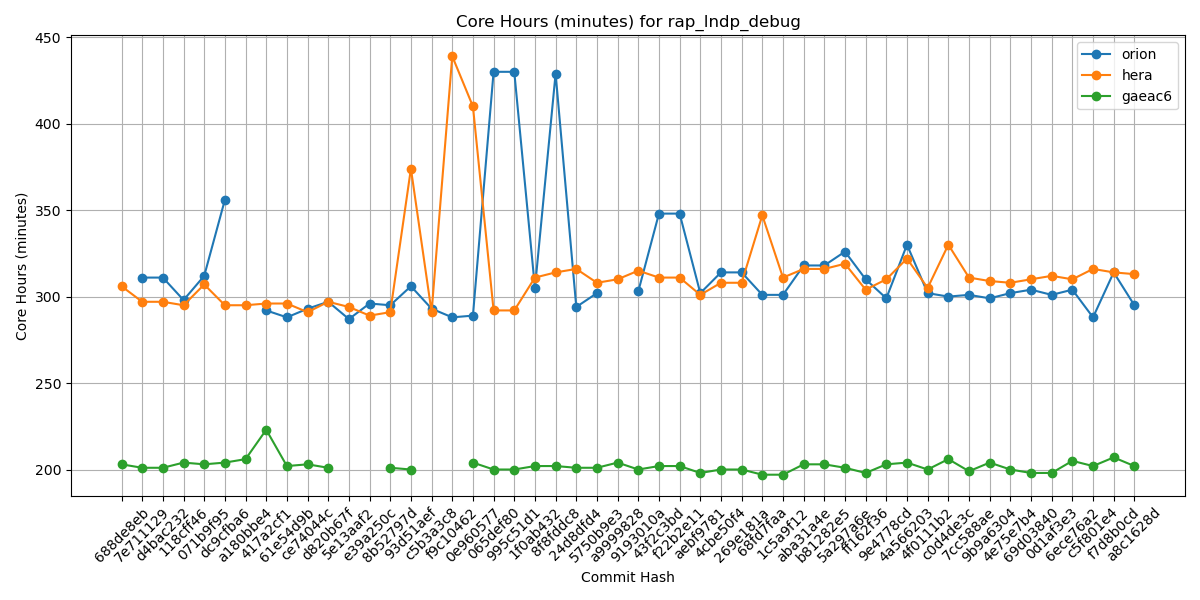 Core Hours (minutes) for rap_lndp_debug
450
400
350
300
250
200
Core Hours (minutes)
orion
hera
gaeac6
688de8eb
7e711129
d4bac232
118cff46
071b9f95
dc9cfba6
a180bbe4
417a2cf1
61e54d9b
ce74044c
d820b67f
5e13aaf2
e39a250c
8b52797d
93d51aef
c5b3a3c8
f9c10462
0e960577
065def80
995c51d1
1f0ab432
8f8fd8c8
24d8dfd4
5750b9e3
a9999828
9193010a
43f253bd
f22b2e11
aebf9781
4cbe50f4
269e181a
68fd7faa
1c5a9f12
aba31a4e
b81282e5
5a297a6e
ff162f36
9e4778cd
4a566203
4f0111b2
c0d4de3c
7cc588ae
9b9a6304
4e75e7b4
69d03840
0d1af3e3
6ece76a2
c5f801e4
f7d8b0cd
a8c1628d
Commit Hash